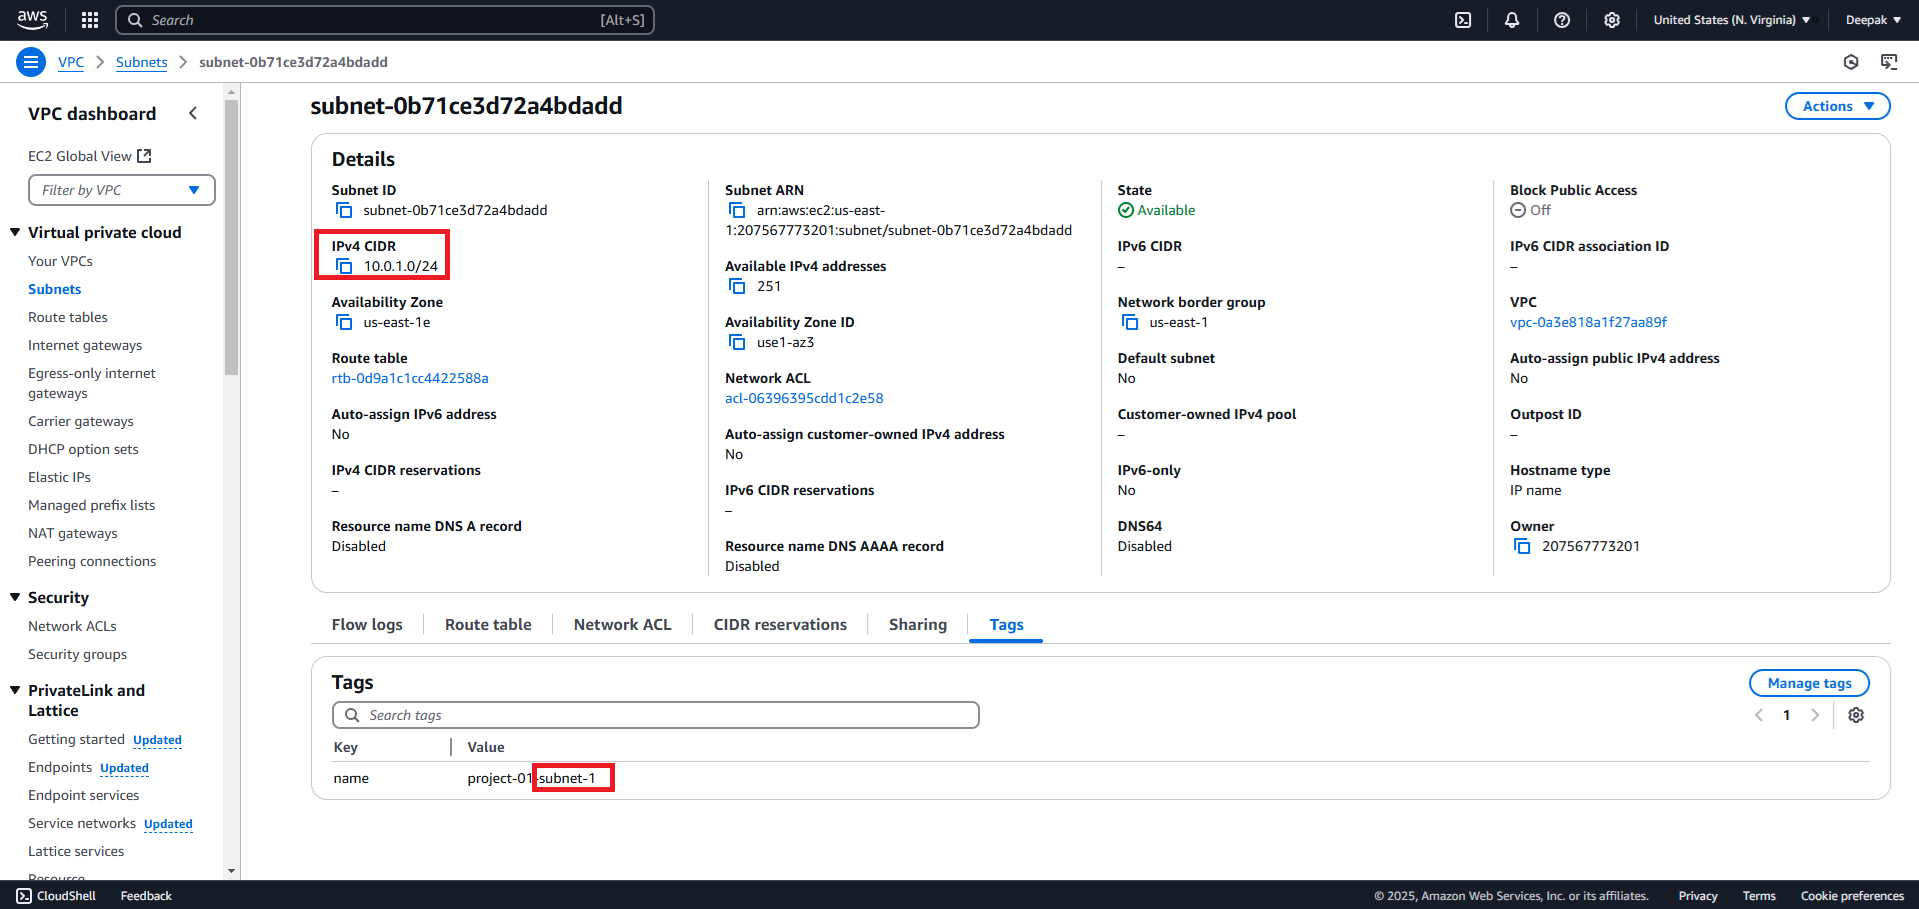 aws
Search [Alt+S]
United States (N. Virginia)
Deepak
VPC
Subnets
subnet-0b71ce3d72a4bdadd
VPC dashboard
EC2 Global View
Filter by VPC
Virtual private cloud
Your VPCs
Subnets
Route tables
Internet gateways
Egress-only internet
gateways
Carrier gateways
DHCP option sets
Elastic IPs
Managed prefix lists
NAT gateways
Peering connections
Security
Network ACLs
Security groups
PrivateLink and
Lattice
Getting started Updated
Endpoints Updated
Endpoint services
Service networks Updated
Lattice services
Resource
subnet-0b71ce3d72a4bdadd
Actions
Details
Subnet ID
subnet-0b71ce3d72a4bdadd
IPv4 CIDR
10.0.1.0/24
Availability Zone
us-east-1e
Route table
rtb-0d9a1c1cc4422588a
Auto-assign IPv6 address
No
IPv4 CIDR reservations
–
Resource name DNS A record
Disabled
Subnet ARN
arn:aws:ec2:us-east-
1:207567773201:subnet/subnet-0b71ce3d72a4bdadd
Available IPv4 addresses
251
Availability Zone ID
use1-az3
Network ACL
acl-06396395cdd1c2e58
Auto-assign customer-owned IPv4 address
No
IPv6 CIDR reservations
–
Resource name DNS AAAA record
Disabled
State
Available
IPv6 CIDR
–
Network border group
us-east-1
Default subnet
No
Customer-owned IPv4 pool
–
IPv6-only
No
DNS64
Disabled
Block Public Access
Off
IPv6 CIDR association ID
–
VPC
vpc-0a3e818a1f27aa89f
Auto-assign public IPv4 address
No
Outpost ID
–
Hostname type
IP name
Owner
207567773201
Flow logs
Route table
Network ACL
CIDR reservations
Sharing
Tags
Tags
Manage tags
Search tags
1
Key
Value
name
project-01-subnet-1
CloudShell
Feedback
© 2025, Amazon Web Services, Inc. or its affiliates.
Privacy
Terms
Cookie preferences